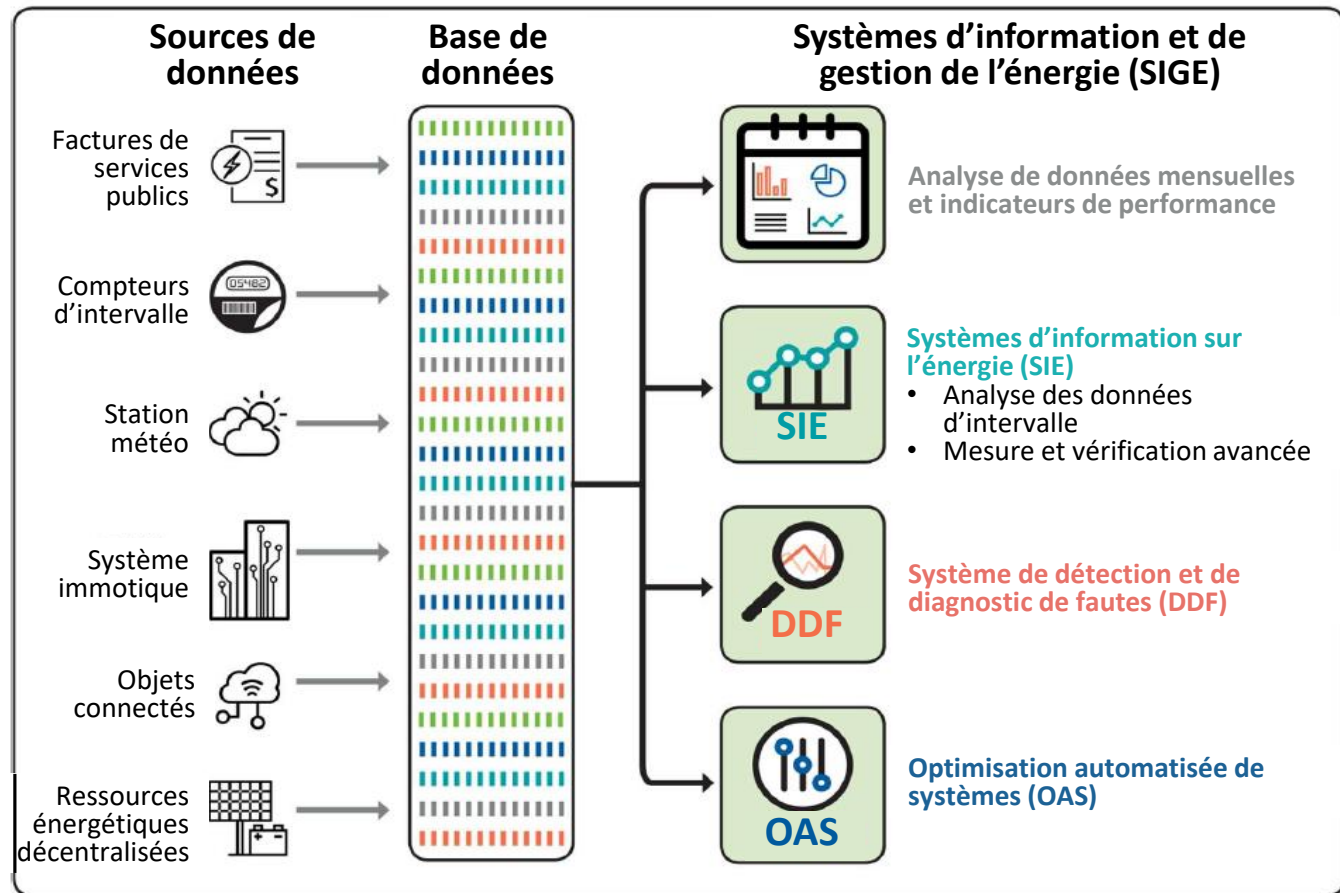 Sources de
données
Base de
données
Systèmes d’information et de
gestion de l’énergie (SIGE)
Factures de
services
publics
$
Compteurs
d’intervalle
05482
Station
météo
Système
immotique
Objets
connectés
Ressources
énergétiques
décentralisées
Analyse de données mensuelles
et indicateurs de performance
SIE
Systèmes d’information sur
l’énergie (SIE)
• Analyse des données
d’intervalle
• Mesure et vérification avancée
DDF
Système de détection et de
diagnostic de fautes (DDF)
OAS
Optimisation automatisée de
systèmes (OAS)